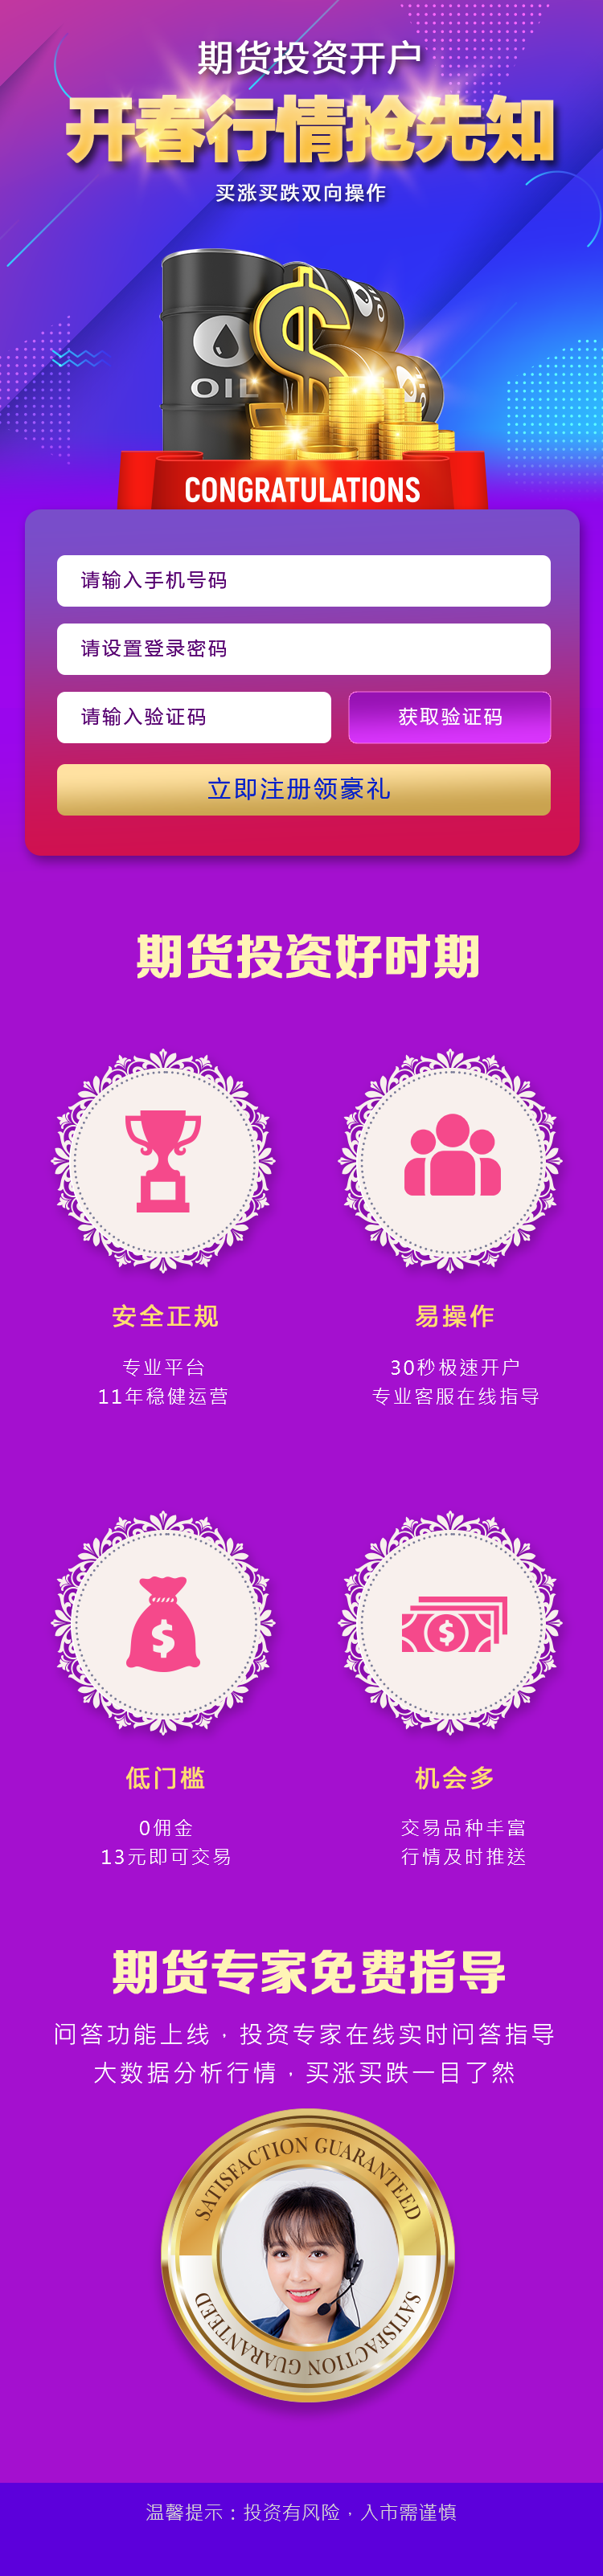 期货投资开户
开春行情抢先知
买涨买跌双向操作
OIL
CONGRATULATIONS
请输入手机号码
请设置登录密码
请输入验证码
获取验证码
立即注册领豪礼
期货投资好时期
安全正规
专业平台
11年稳健运营
易操作
30秒极速开户
专业客服在线指导
低门槛
0佣金
13元即可交易
机会多
交易品种丰富
行情及时推送
期货专家免费指导
问答功能上线，投资专家在线实时问答指导
大数据分析行情，买涨买跌一目了然
SATISFACTION GUARANTEED
SATISFACTION GUARANTEED
温馨提示：投资有风险，入市需谨慎